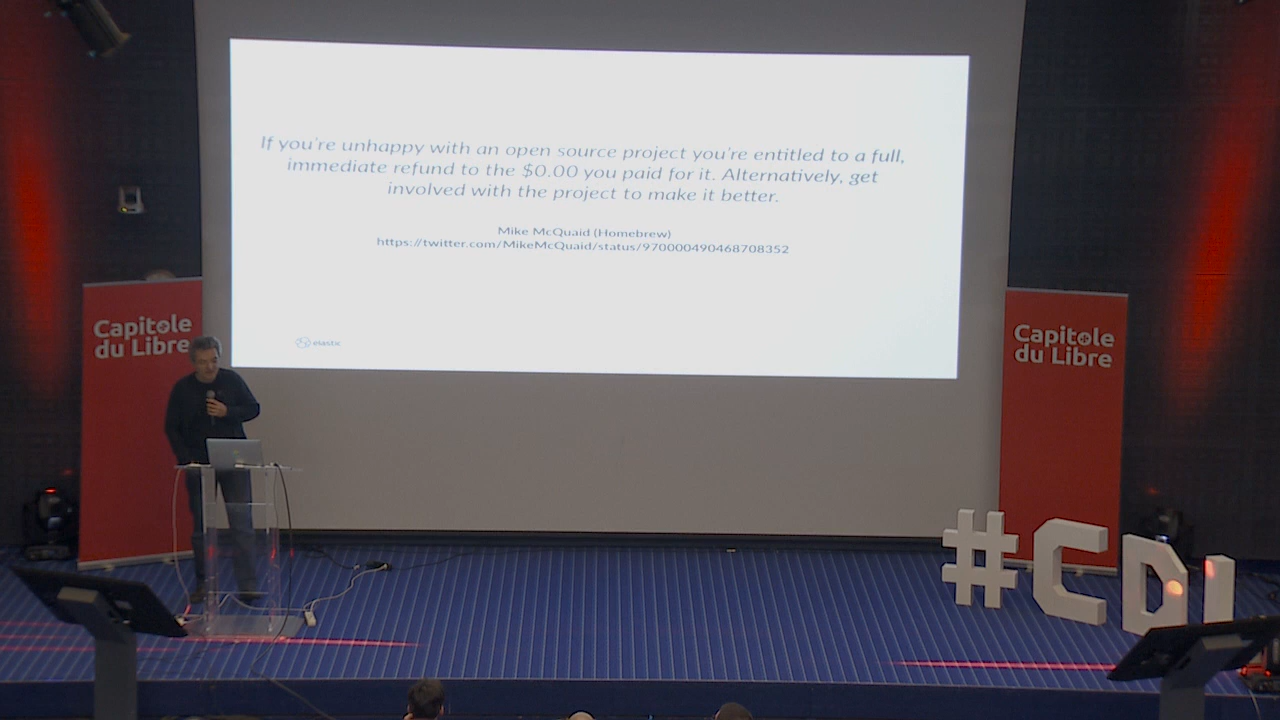 If you're unhappy with an open source project you're entitled to a full,
immediate refund to the $0.00 you paid for it. Alternatively, get
involved with the project to make it better.
Mike McQuaid (Homebrew)
https://twitter.com/MikeMcQuaid/status/970000490468708352
elastic
Capitole
du Libre
Capitole
du Libre
#CDL